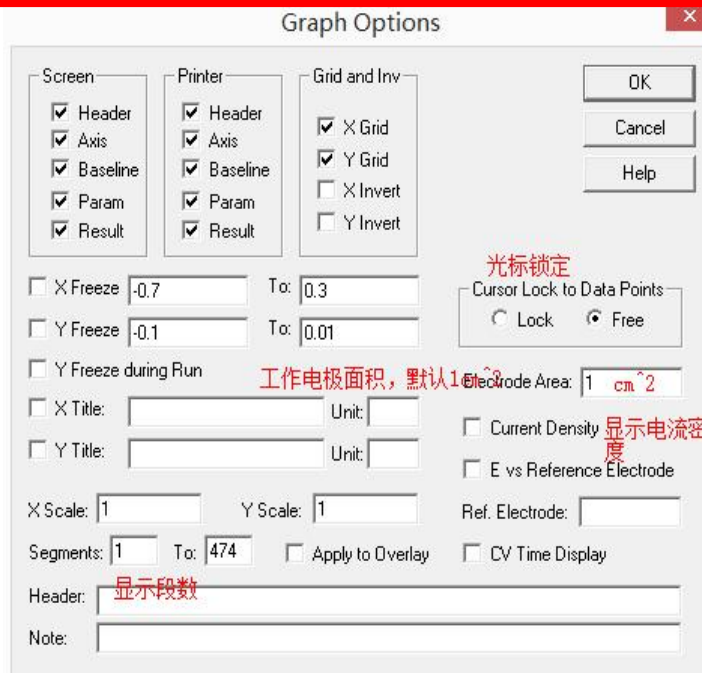 Graph Options
Screen
Header
Axis
Baseline
Param
Result
Printer
Header
Axis
Baseline
Param
Result
Grid and Inv
X Grid
Y Grid
X Invert
Y Invert
OK
Cancel
Help
X Freeze -0.7 To: 0.3
Y Freeze -0.1 To: 0.01
Y Freeze during Run
光标锁定
Cursor Lock to Data Points
Lock Free
工作电极面积，默认1cm^2
Electrode Area: 1 cm^2
X Title: Unit:
Y Title: Unit:
Current Density 显示电流密
度
E vs Reference Electrode
X Scale: 1 Y Scale: 1 Ref. Electrode:
Segments: 1 To: 474 Apply to Overlay CV Time Display
显示段数
Header:
Note: